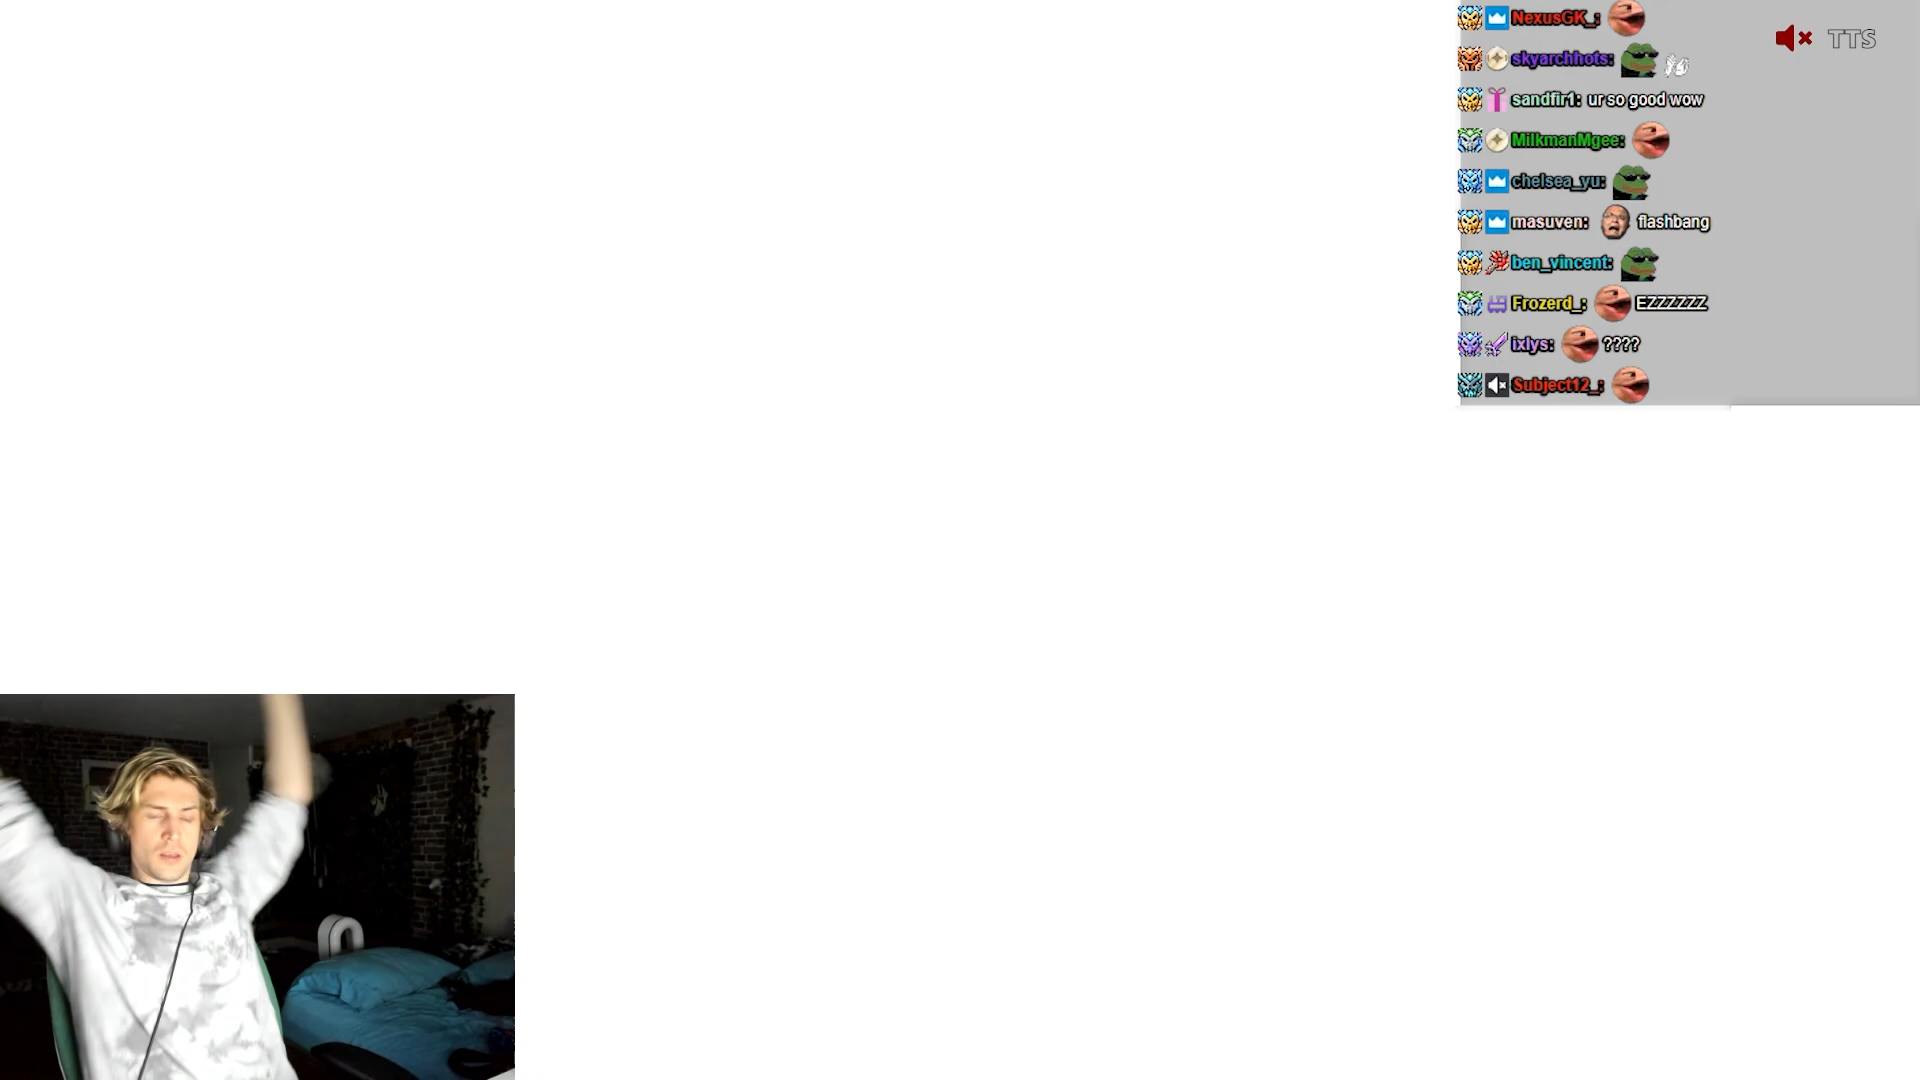 NexusGK_:
TTS
skyarchhots:
sandfir1: ur so good wow
MilkmanMgee:
chelsea_yu:
masuven: flashbang
ben_vincent:
Frozerd_: EZZZZZZ
ixlys: ????
Subject12_: